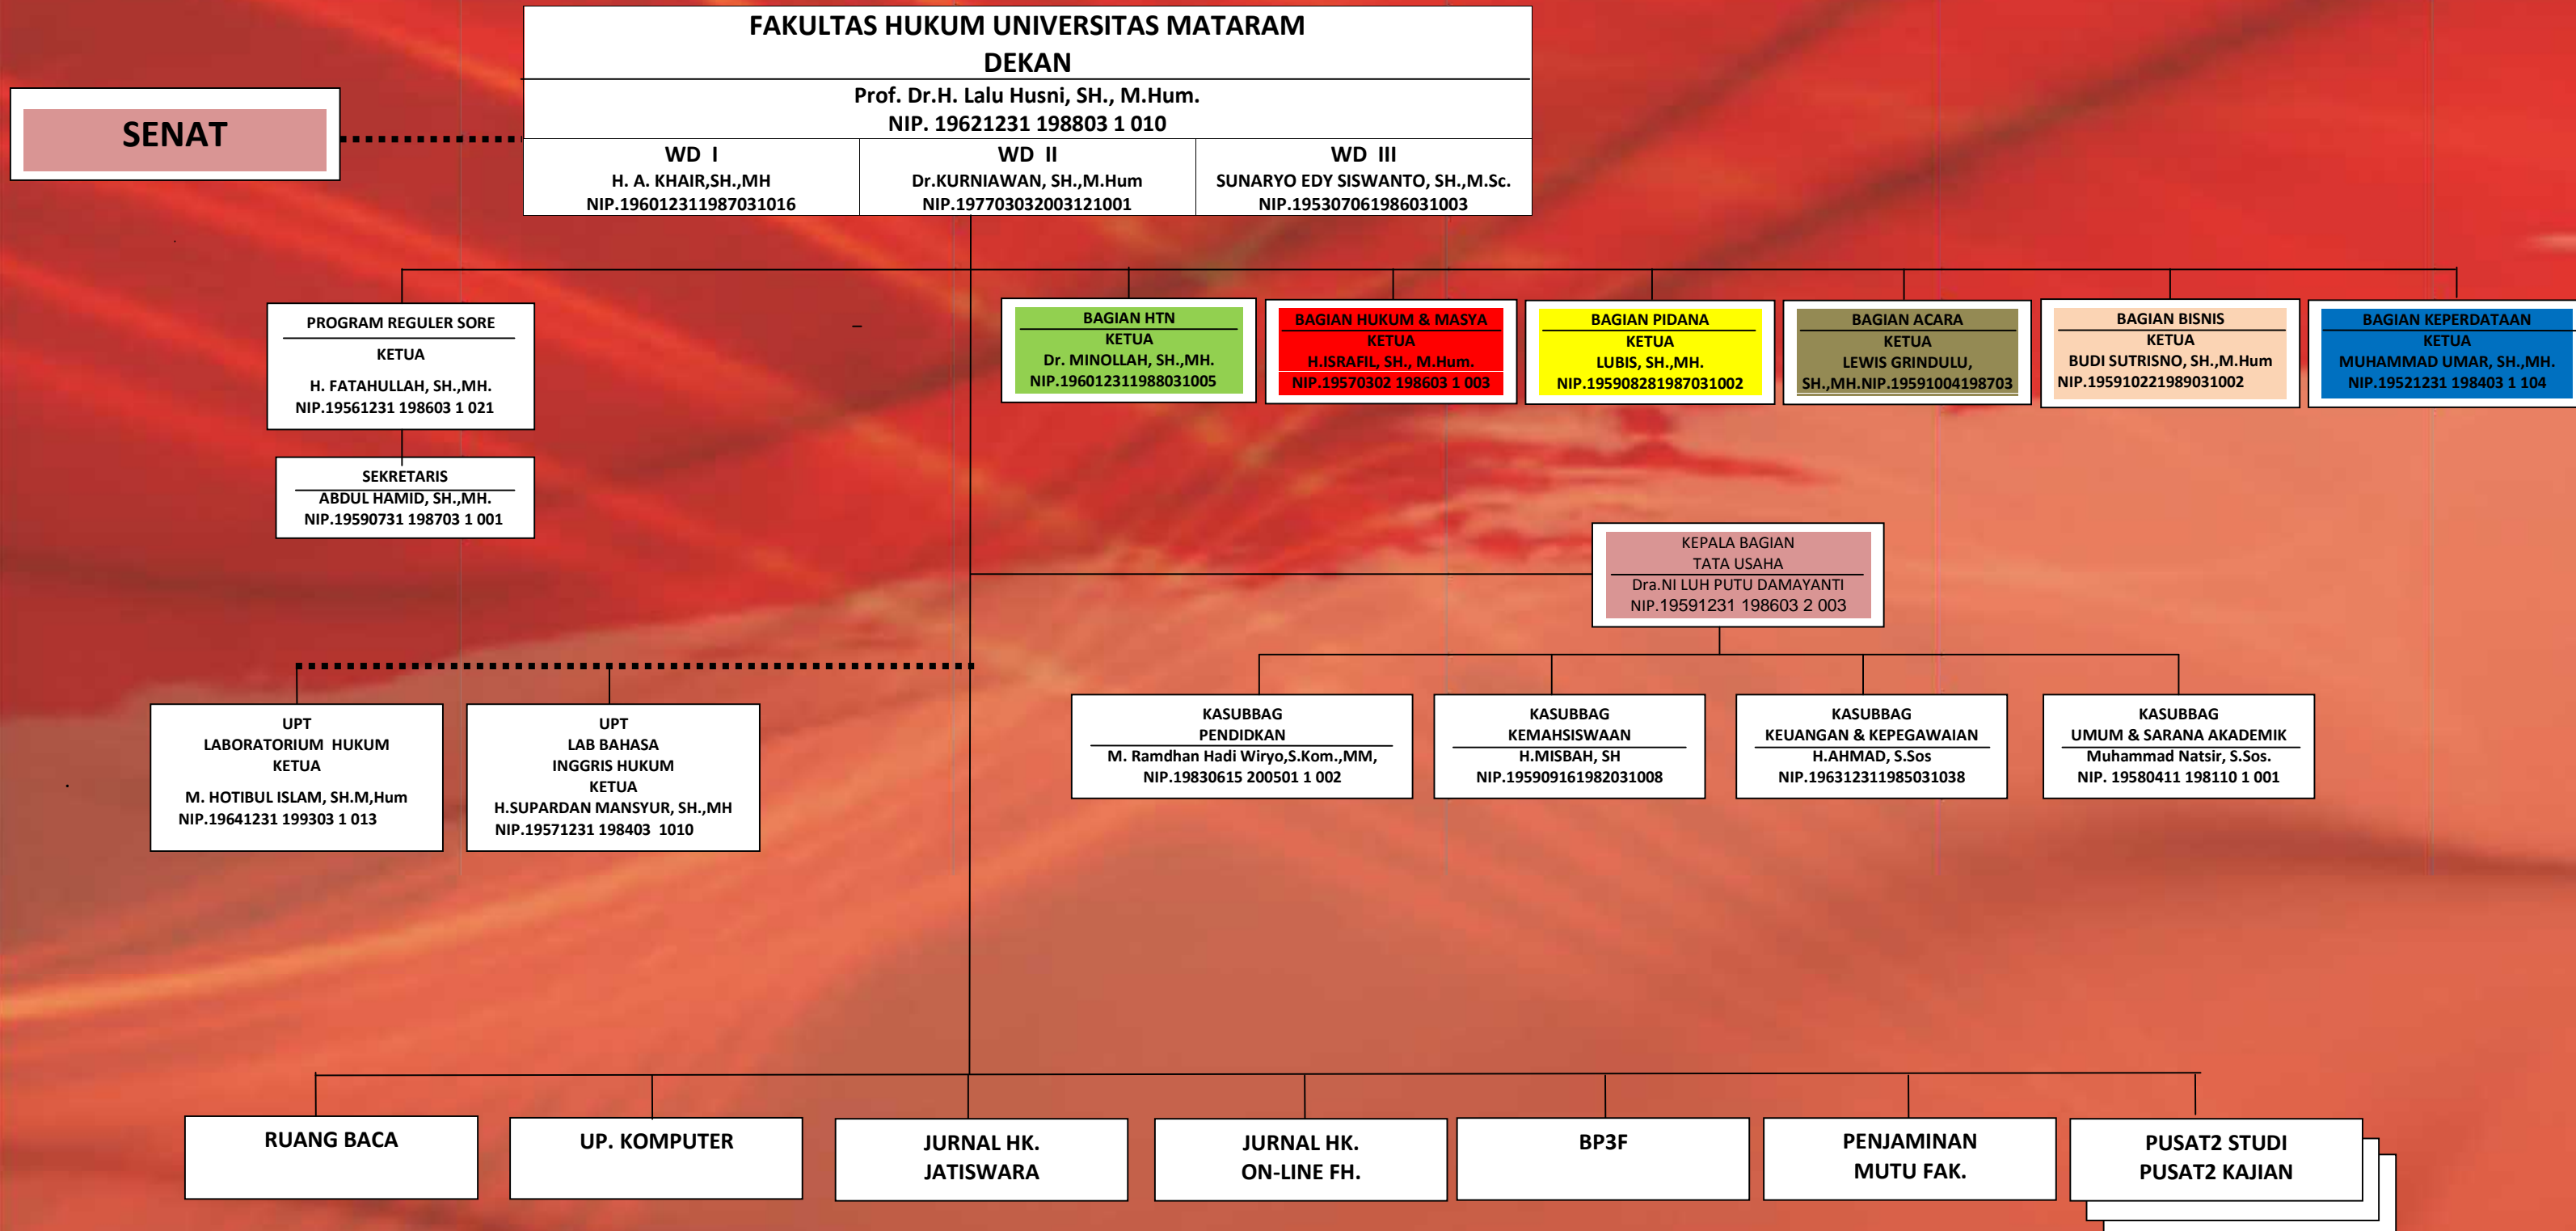 FAKULTAS HUKUM UNIVERSITAS MATARAM
DEKAN
Prof. Dr.H. Lalu Husni, SH., M.Hum.
NIP. 19621231 198803 1 010
SENAT
WD I
H. A. KHAIR,SH.,MH
NIP.196012311987031016
WD II
Dr.KURNIAWAN, SH.,M.Hum
NIP.197703032003121001
WD III
SUNARYO EDY SISWANTO, SH.,M.Sc.
NIP.195307061986031003
PROGRAM REGULER SORE
KETUA
H. FATAHULLAH, SH.,MH.
NIP.19561231 198603 1 021
SEKRETARIS
ABDUL HAMID, SH.,MH.
NIP.19590731 198703 1 001
BAGIAN HTN
KETUA
Dr. MINOLLAH, SH.,MH.
NIP.196012311988031005
BAGIAN HUKUM & MASYA
KETUA
H.ISRAFIL, SH., M.Hum.
NIP.19570302 198603 1 003
BAGIAN PIDANA
KETUA
LUBIS, SH.,MH.
NIP.195908281987031002
BAGIAN ACARA
KETUA
LEWIS GRINDULU,
SH.,MH.NIP.19591004198703
BAGIAN BISNIS
KETUA
BUDI SUTRISNO, SH.,M.Hum
NIP.195910221989031002
BAGIAN KEPERDATAAN
KETUA
MUHAMMAD UMAR, SH.,MH.
NIP.19521231 198403 1 104
KEPALA BAGIAN
TATA USAHA
Dra.NI LUH PUTU DAMAYANTI
NIP.19591231 198603 2 003
UPT
LABORATORIUM HUKUM
KETUA
M. HOTIBUL ISLAM, SH.M,Hum
NIP.19641231 199303 1 013
UPT
LAB BAHASA
INGGRIS HUKUM
KETUA
H.SUPARDAN MANSYUR, SH.,MH
NIP.19571231 198403 1010
KASUBBAG
PENDIDKAN
M. Ramdhan Hadi Wiryo,S.Kom.,MM,
NIP.19830615 200501 1 002
KASUBBAG
KEMAHSISWAAN
H.MISBAH, SH
NIP.195909161982031008
KASUBBAG
KEUANGAN & KEPEGAWAIAN
H.AHMAD, S.Sos
NIP.196312311985031038
KASUBBAG
UMUM & SARANA AKADEMIK
Muhammad Natsir, S.Sos.
NIP. 19580411 198110 1 001
RUANG BACA
UP. KOMPUTER
JURNAL HK.
JATISWARA
JURNAL HK.
ON-LINE FH.
BP3F
PENJAMINAN
MUTU FAK.
PUSAT2 STUDI
PUSAT2 KAJIAN